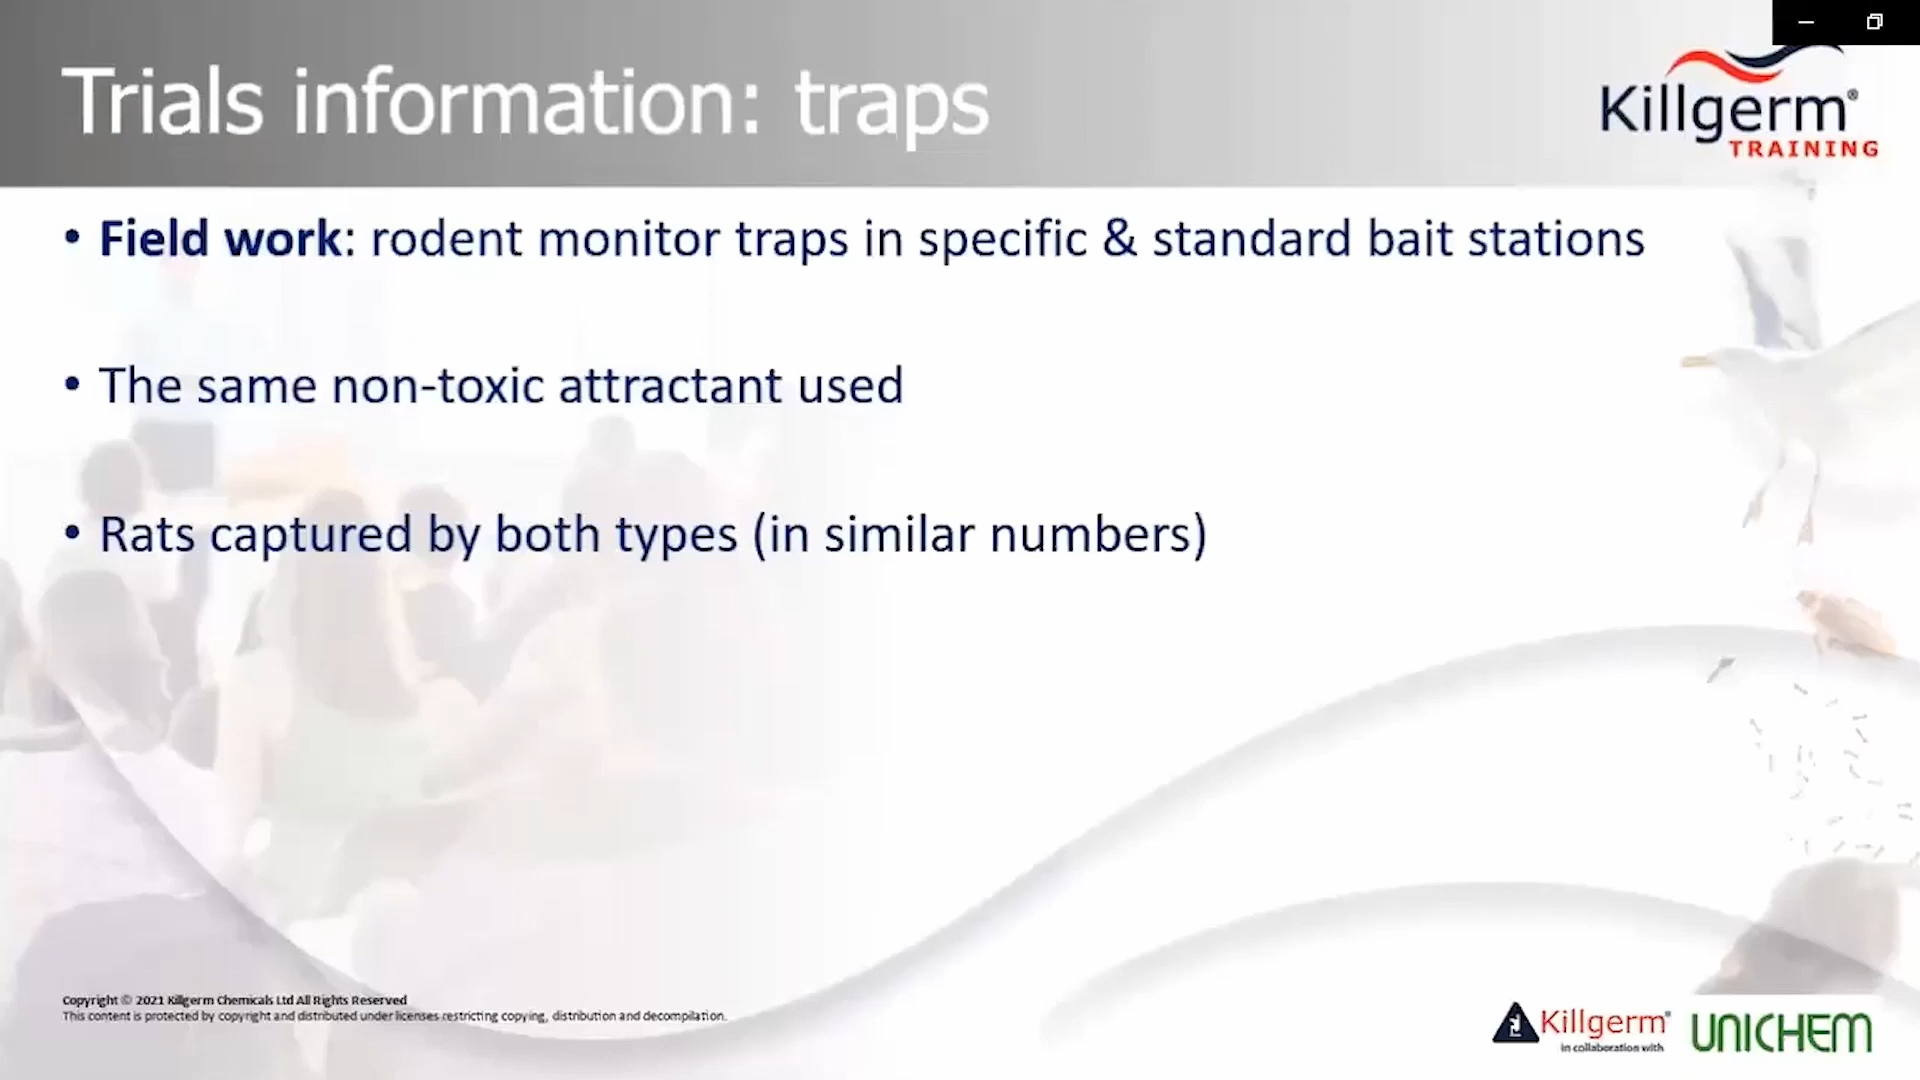 Trials information: traps
Killgerm®
TRAINING
• Field work: rodent monitor traps in specific & standard bait stations
• The same non-toxic attractant used
• Rats captured by both types (in similar numbers)
Copyright © 2021 Killgerm Chemicals Ltd All Rights Reserved
This content is protected by copyright and distributed under licenses restricting copying, distribution and decompilation.
Killgerm®
in collaboration with
UNICHEM